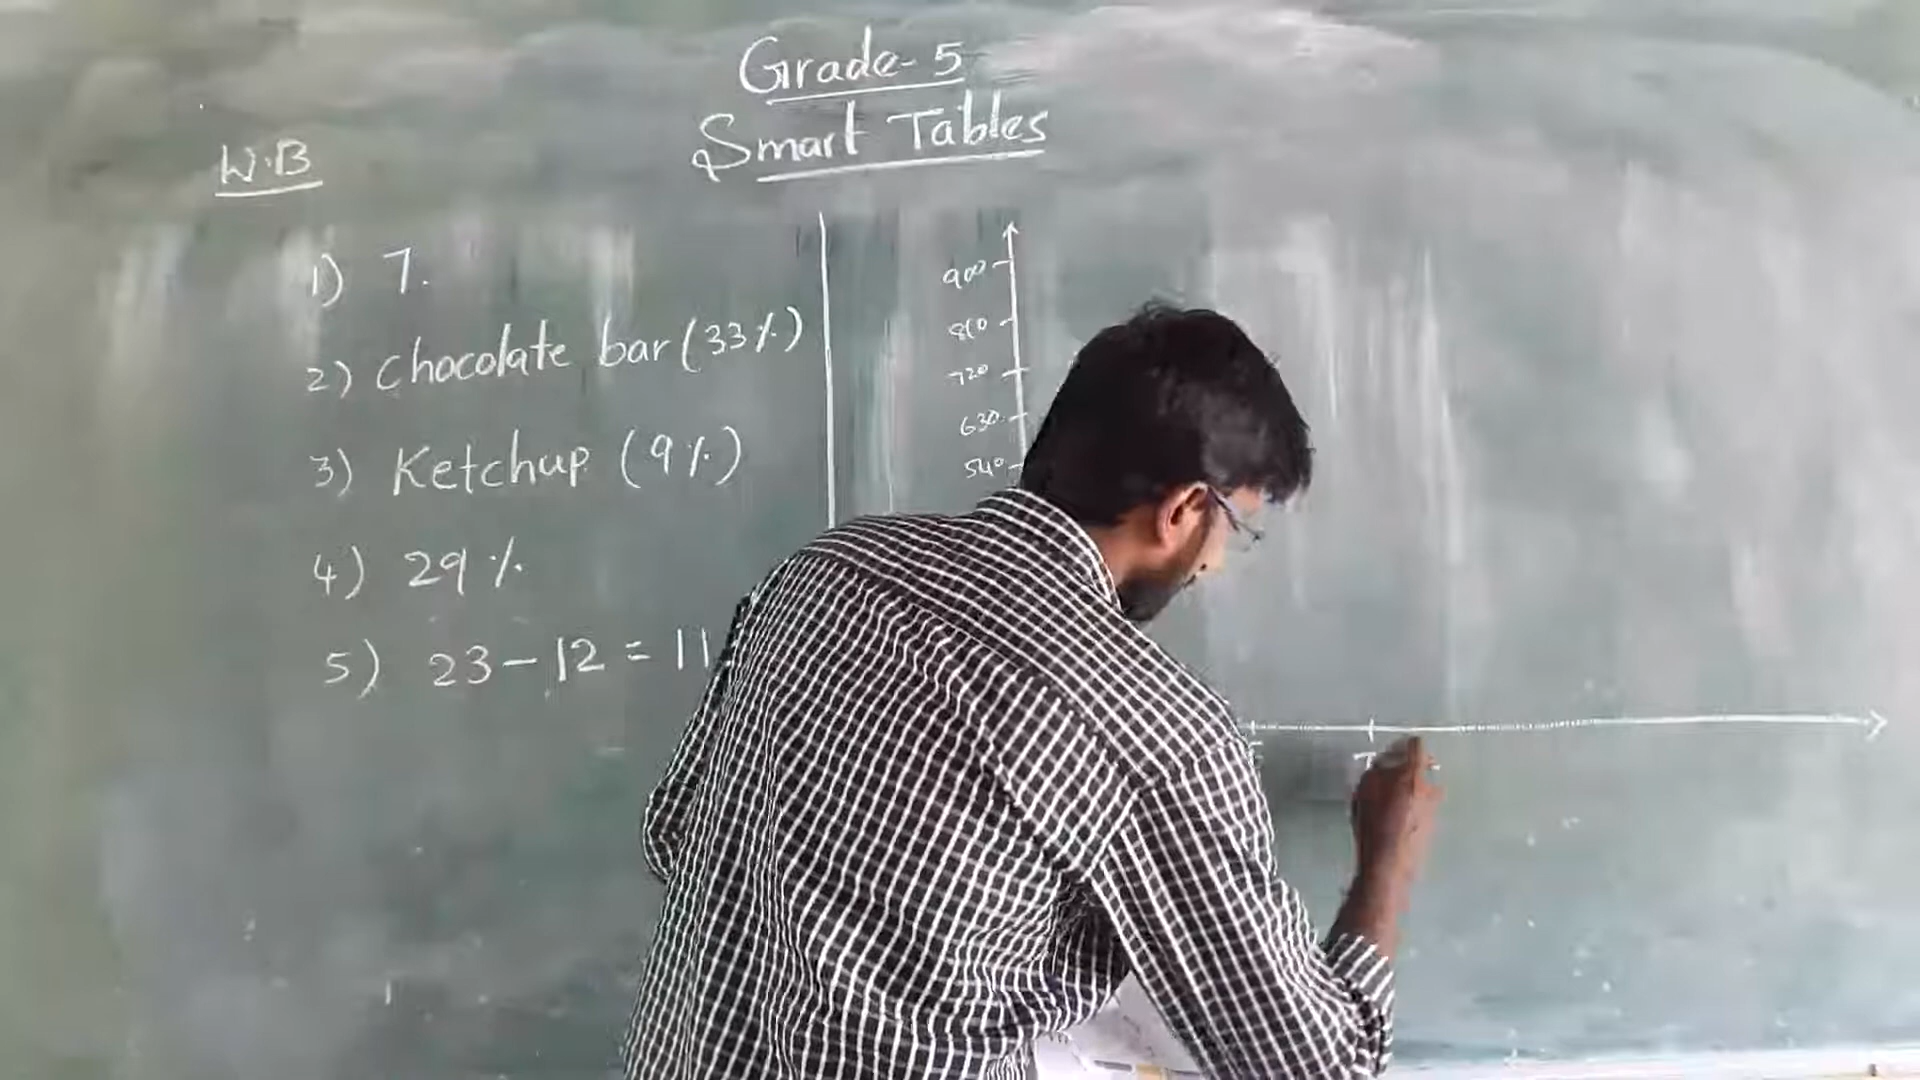 Grade-5
Smart Tables
W.B
1) 7.
2) Chocolate bar (33%)
3) Ketchup (9%)
4) 29%
5) 23-12=11
900
810
720
630
540